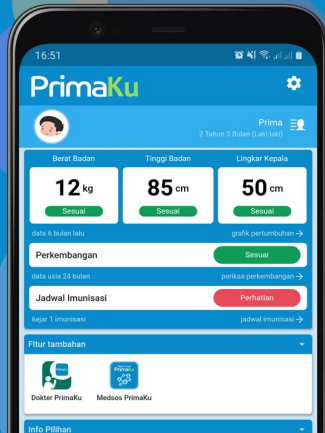 16:51
PrimaKu
Prima
2 Tahun 3 Bulan (Laki-laki)
Berat Badan
Tinggi Badan
Lingkar Kepala
12 kg
85 cm
50 cm
Sesuai
Sesuai
Sesuai
data 6 bulan lalu
grafik pertumbuhan →
Perkembangan
Sesuai
data usia 24 bulan
periksa perkembangan →
Jadwal Imunisasi
Perhatian
kejar 1 imunisasi
jadwal imunisasi →
Fitur tambahan
PrimaKu
Dokter PrimaKu
Medsos PrimaKu
Info Pilihan